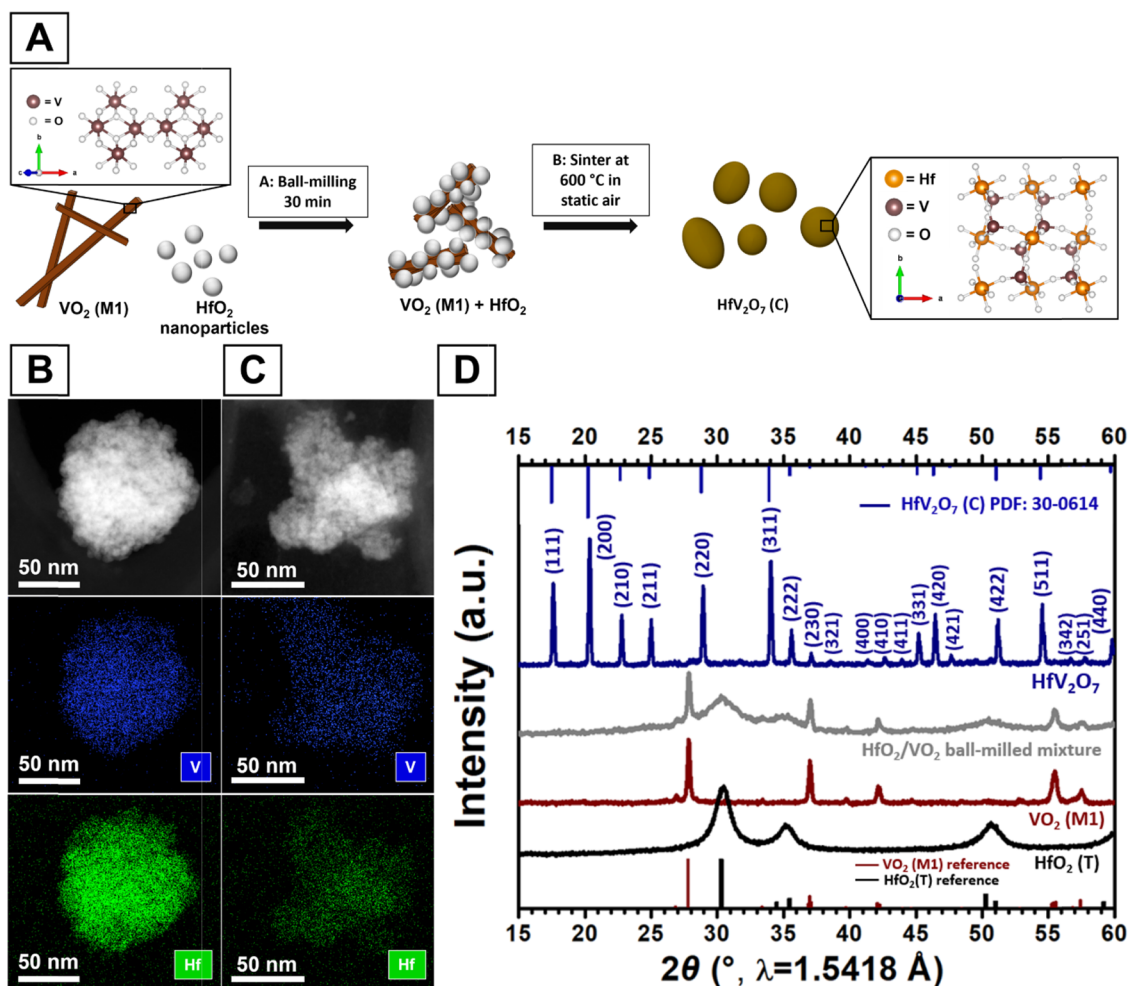 A
= V
= O
b
c
a
VO₂ (M1)
HfO₂
nanoparticles
A: Ball-milling
30 min
VO₂ (M1) + HfO₂
B: Sinter at
600 °C in
static air
HfV₂O₇ (C)
= Hf
= V
= O
b
a
B
50 nm
V
50 nm
Hf
50 nm
C
50 nm
V
50 nm
Hf
50 nm
D
15 20 25 30 35 40 45 50 55 60
HfV₂O₇ (C) PDF: 30-0614
(111)
(200)
(210)
(211)
(220)
(311)
(222)
(230)
(321)
(400)
(410)
(411)
(331)
(420)
(421)
(422)
(511)
(342)
(251)
(440)
HfV₂O₇
HfO₂/VO₂ ball-milled mixture
VO₂ (M1)
HfO₂ (T)
VO₂ (M1) reference
HfO₂(T) reference
Intensity (a.u.)
15 20 25 30 35 40 45 50 55 60
2θ (°, λ=1.5418 Å)